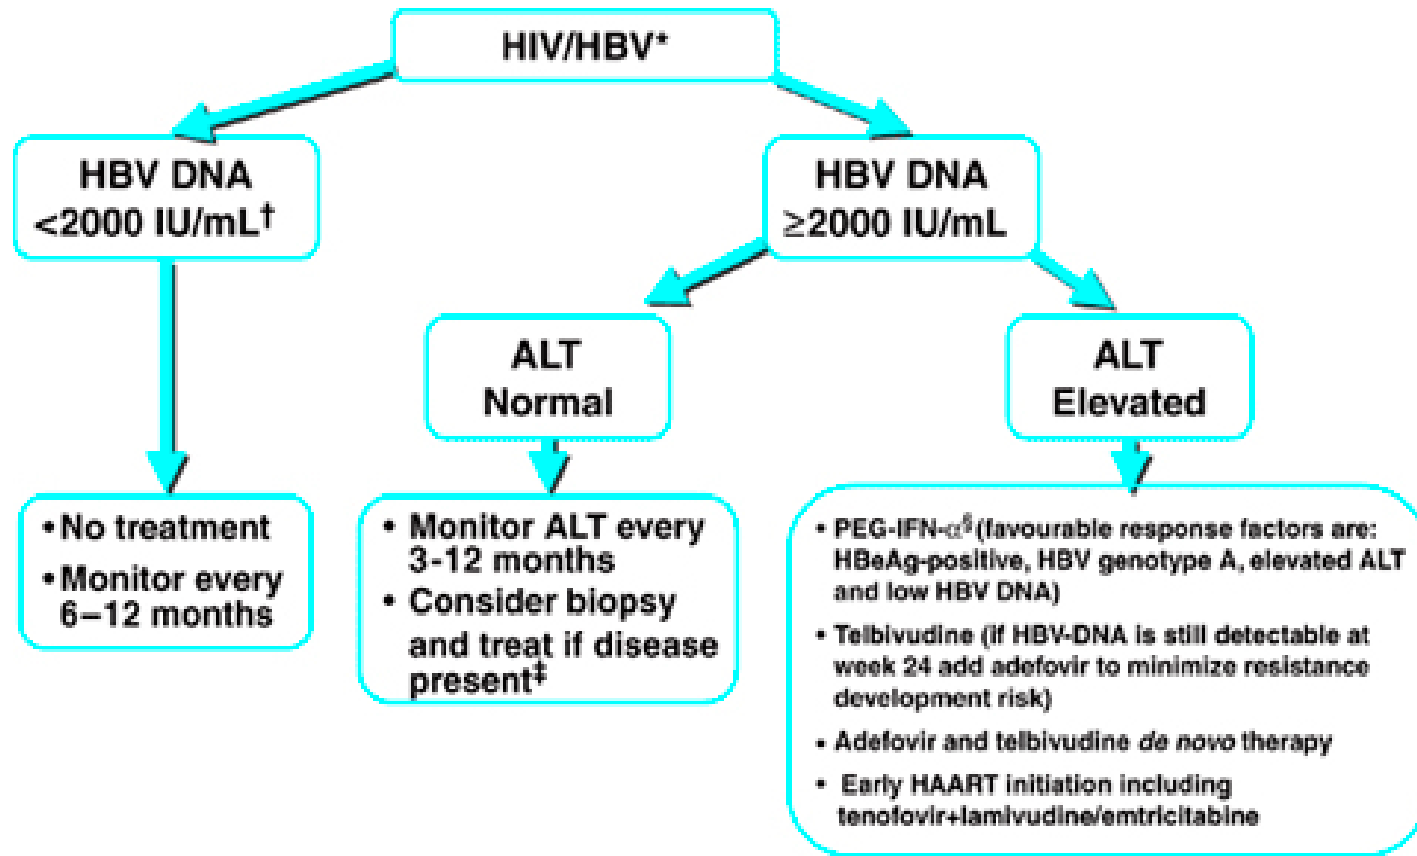 HIV/HBV*
HBV DNA
<2000 IU/mL†
HBV DNA
≥2000 IU/mL
ALT
Normal
ALT
Elevated
•No treatment
•Monitor every
6–12 months
• Monitor ALT every
3-12 months
• Consider biopsy
and treat if disease
present‡
• PEG-IFN-α§(favourable response factors are:
HBeAg-positive, HBV genotype A, elevated ALT
and low HBV DNA)
• Telbivudine (if HBV-DNA is still detectable at
week 24 add adefovir to minimize resistance
development risk)
• Adefovir and telbivudine de novo therapy
• Early HAART initiation including
tenofovir+lamivudine/emtricitabine